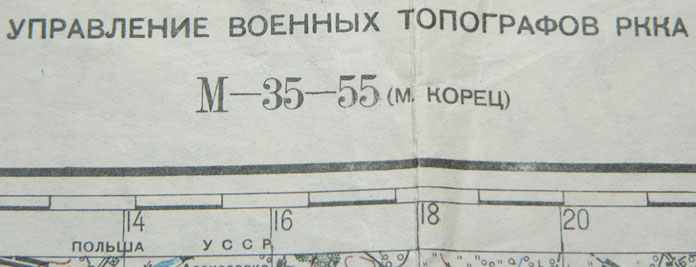 УПРАВЛЕНИЕ ВОЕННЫХ ТОПОГРАФОВ РККА
М—35—55 (М. КОРЕЦ)
14 16 18 20
ПОЛЬША УССР